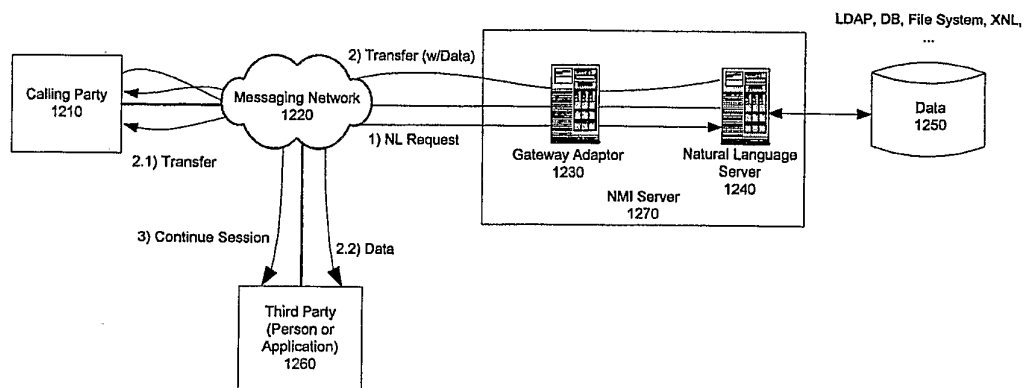 LDAP, DB, File System, XNL,
...
2) Transfer (w/Data)
Calling Party
1210
Messaging Network
1220
Data
1250
1) NL Request
2.1) Transfer
Gateway Adaptor
1230
Natural Language
Server
1240
NMI Server
1270
3) Continue Session
2.2) Data
Third Party
(Person or
Application)
1260